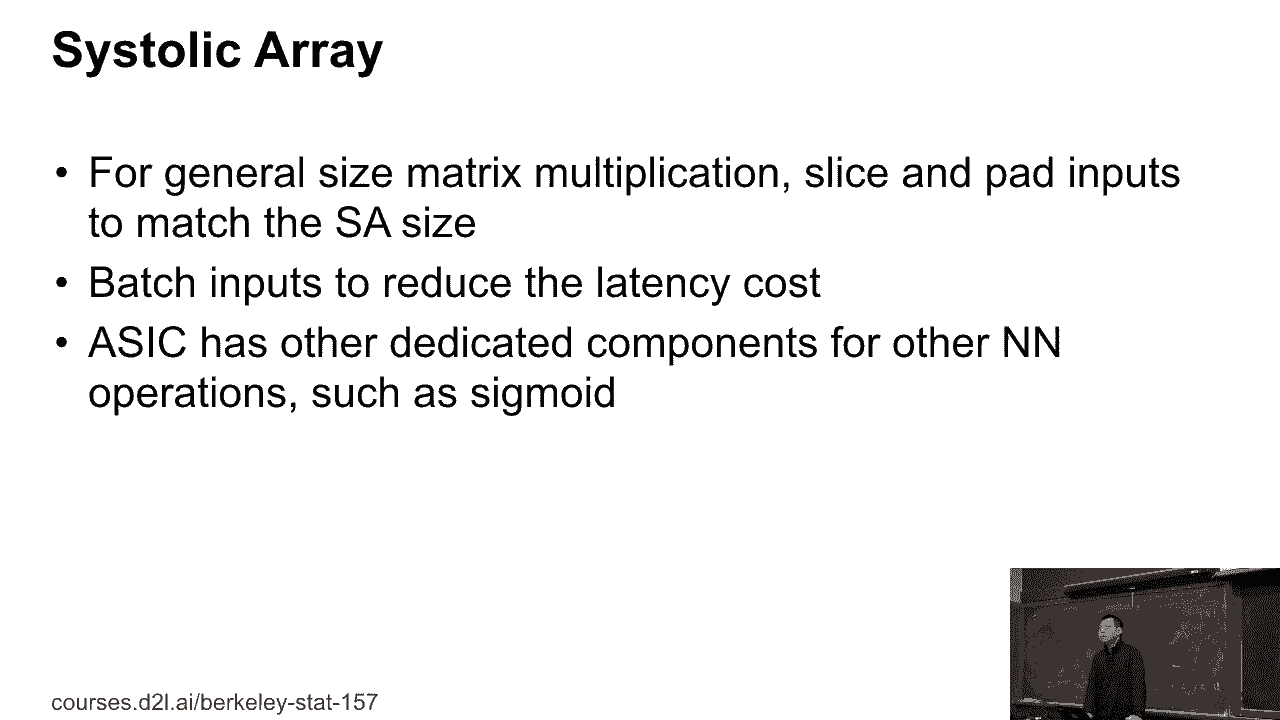 Systolic Array
• For general size matrix multiplication, slice and pad inputs
to match the SA size
• Batch inputs to reduce the latency cost
• ASIC has other dedicated components for other NN
operations, such as sigmoid
courses.d2l.ai/berkeley-stat-157